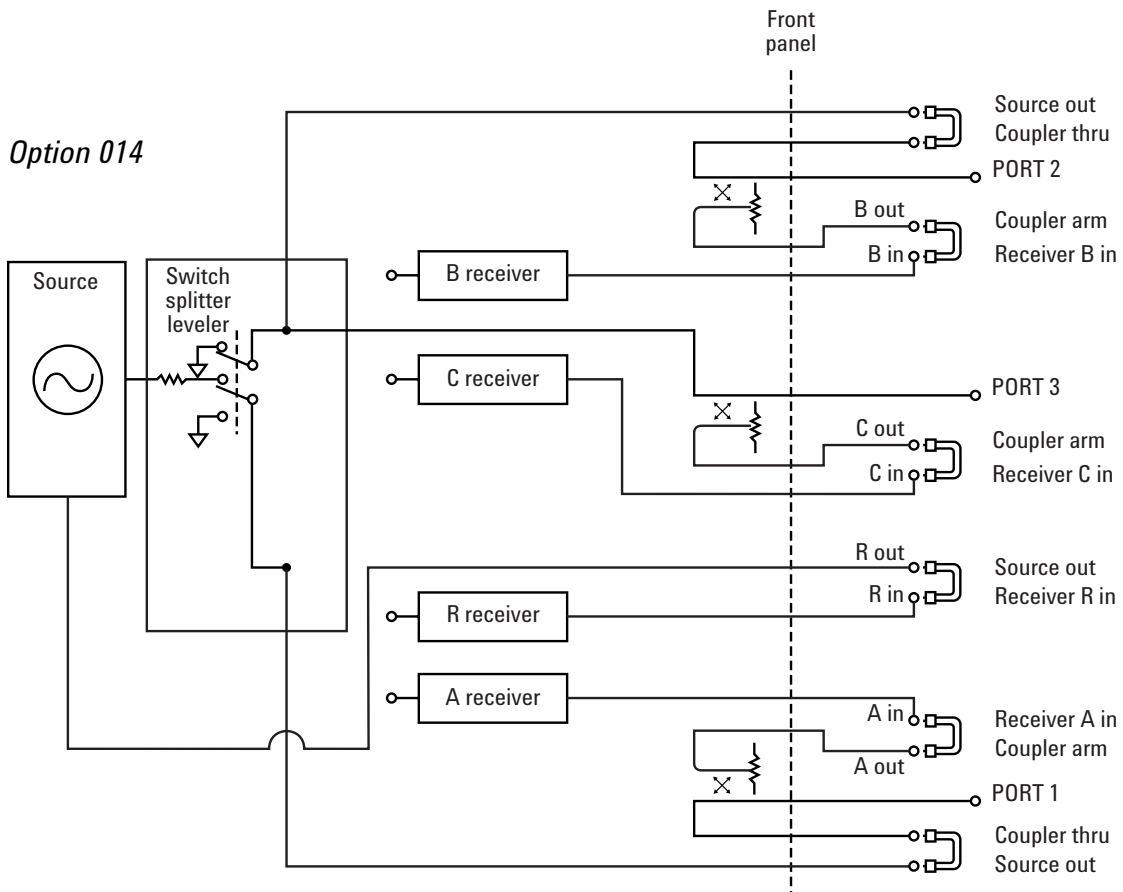 Front
panel
Source out
Coupler thru
Option 014
PORT 2
B out
Coupler arm
B in
Receiver B in
Source
Switch
splitter
leveler
B receiver
C receiver
PORT 3
C out
Coupler arm
C in
Receiver C in
R out
Source out
R in
Receiver R in
R receiver
A receiver
A in
Receiver A in
Coupler arm
A out
PORT 1
Coupler thru
Source out